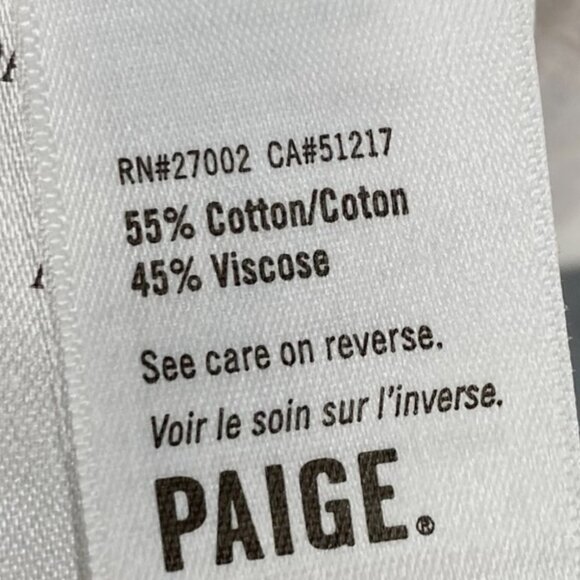 RN#27002 CA#51217
55% Cotton/Coton
45% Viscose
See care on reverse.
Voir le soin sur l'inverse.
PAIGE®